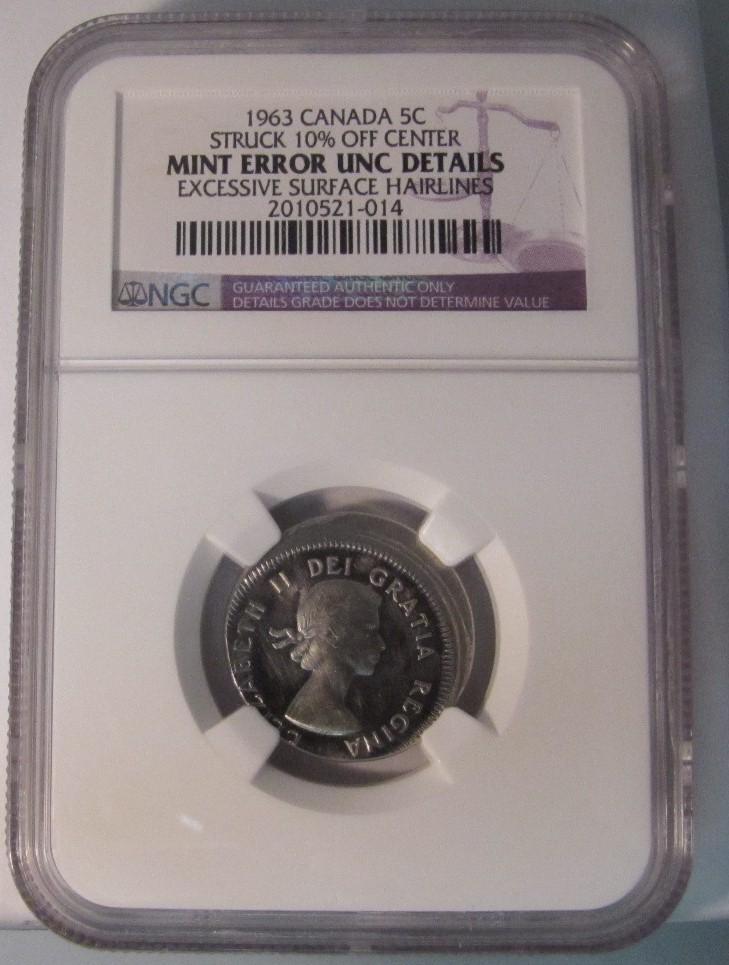 1963 CANADA 5C
STRUCK 10% OFF CENTER
MINT ERROR UNC DETAILS
EXCESSIVE SURFACE HAIRLINES
2010521-014
NGC
GUARANTEED AUTHENTIC ONLY
DETAILS GRADE DOES NOT DETERMINE VALUE
ELIZABETH II DEI GRATIA REGINA